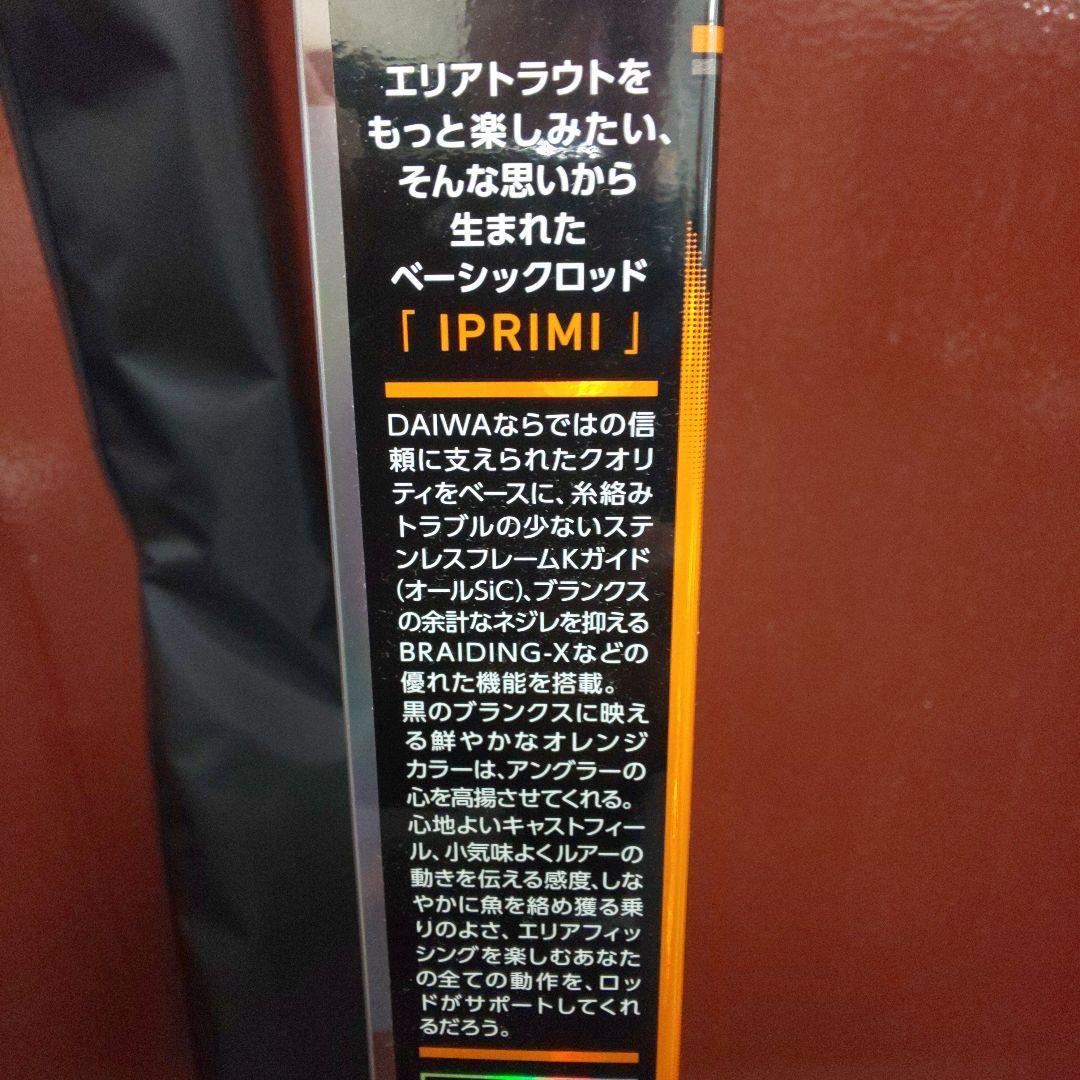 エリアトラウトを
もっと楽しみたい、
そんな思いから
生まれた
ベーシックロッド
「 IPRIMI 」
DAIWAならではの信
頼に支えられたクオリ
ティをベースに、糸絡み
トラブルの少ないステ
ンレスフレームKガイド
(オールSiC)、ブランクス
の余計なネジレを抑える
BRAIDING-Xなどの
優れた機能を搭載。
黒のブランクスに映え
る鮮やかなオレンジ
カラーは、アングラーの
心を高揚させてくれる。
心地よいキャストフィー
ル、小気味よくルアーの
動きを伝える感度、しな
やかに魚を絡め獲る乗
りのよさ、エリアフィッ
シングを楽しむあなた
の全ての動作を、ロッ
ドがサポートしてくれ
るだろう。